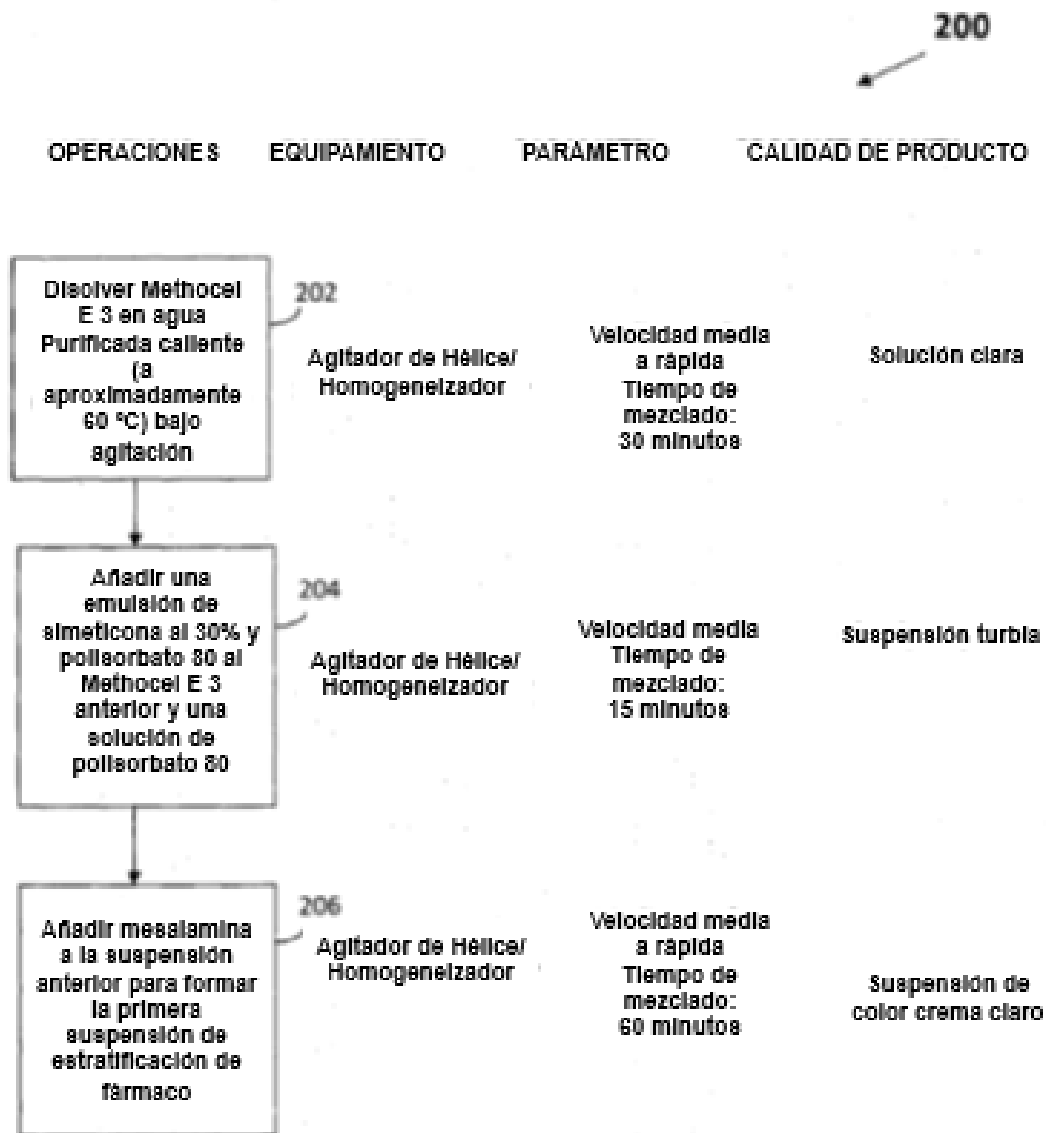 200
OPERACIONES EQUIPAMIENTO PARÁMETRO CALIDAD DE PRODUCTO
Disolver Methocel
E 3 en agua
Purificada caliente
(a
aproximadamente
60 ºC) bajo
agitación
202
Agitador de Hélice/
Homogeneizador
Velocidad media
a rápida
Tiempo de
mezclado:
30 minutos
Solución clara
Añadir una
emulsión de
simeticona al 30% y
polisorbato 80 al
Methocel E 3
anterior y una
solución de
polisorbato 80
204
Agitador de Hélice/
Homogeneizador
Velocidad media
Tiempo de
mezclado:
15 minutos
Suspensión turbia
Añadir mesalamina
a la suspensión
anterior para formar
la primera
suspensión de
estratificación de
fármaco
206
Agitador de Hélice/
Homogeneizador
Velocidad media
a rápida
Tiempo de
mezclado:
60 minutos
Suspensión de
color crema claro